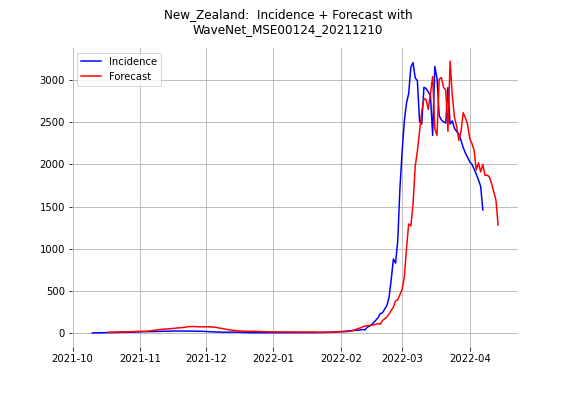 New_Zealand:  Incidence + Forecast with
WaveNet_MSE00124_20211210
Incidence
Forecast
3000
2500
2000
1500
1000
500
0
2021-10 2021-11 2021-12 2022-01 2022-02 2022-03 2022-04